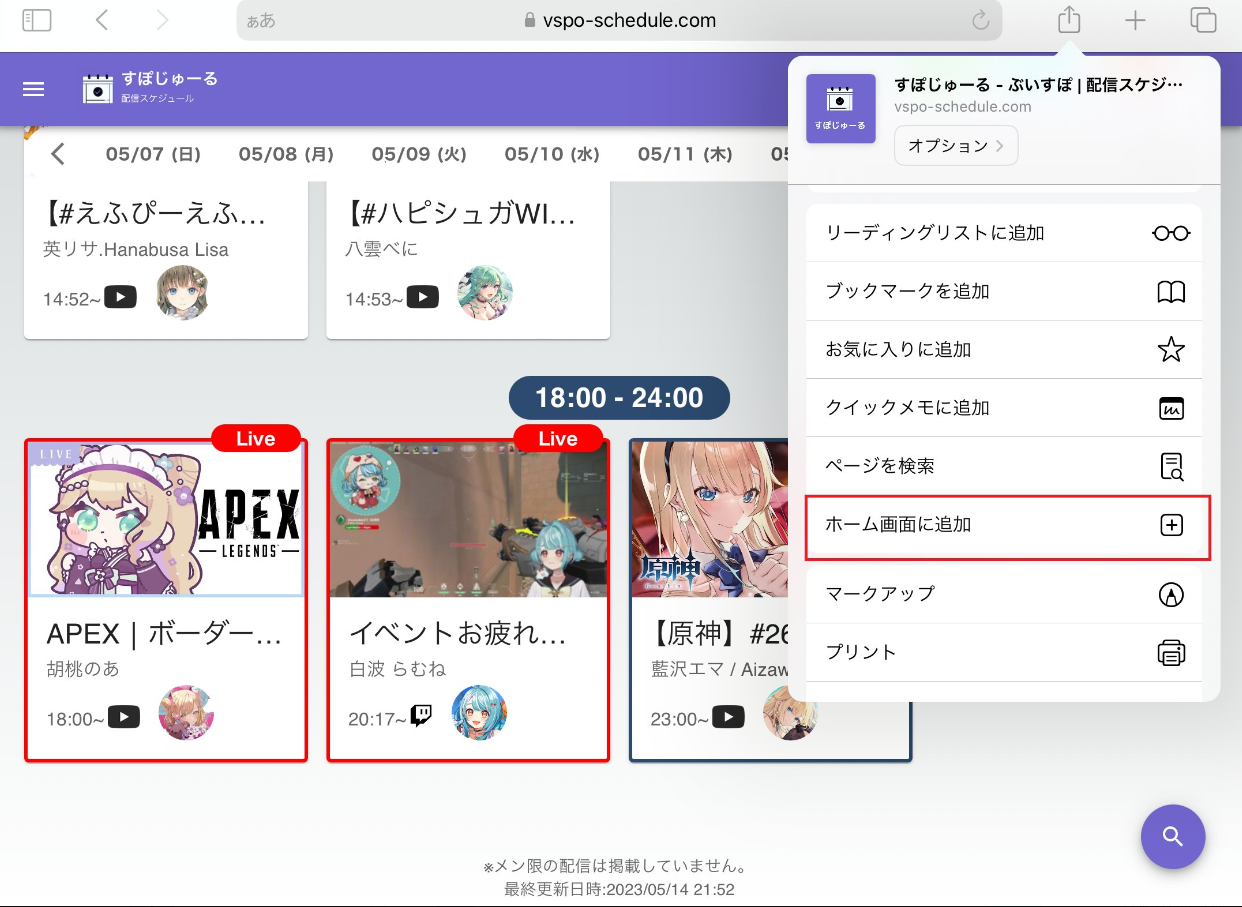 ぁあ
vspo-schedule.com
すぽじゅーる
配信スケジュール
05/07 (日)
05/08 (月)
05/09 (火)
05/10 (水)
05/11 (木)
【#えふぴーえふ…
英リサ.Hanabusa Lisa
14:52~
【#ハピシュガWI…
八雲べに
14:53~
18:00 - 24:00
Live
LIVE
APEX
LEGENDS
APEX｜ボーダー…
胡桃のあ
18:00~
Live
イベントお疲れ…
白波 らむね
20:17~
原神
【原神】#26
藍沢エマ / Aizaw
23:00~
※メン限の配信は掲載していません。
最終更新日時:2023/05/14 21:52
すぽじゅーる
すぽじゅーる - ぶいすぽ | 配信スケジ…
vspo-schedule.com
オプション
リーディングリストに追加
ブックマークを追加
お気に入りに追加
クイックメモに追加
ページを検索
ホーム画面に追加
マークアップ
プリント